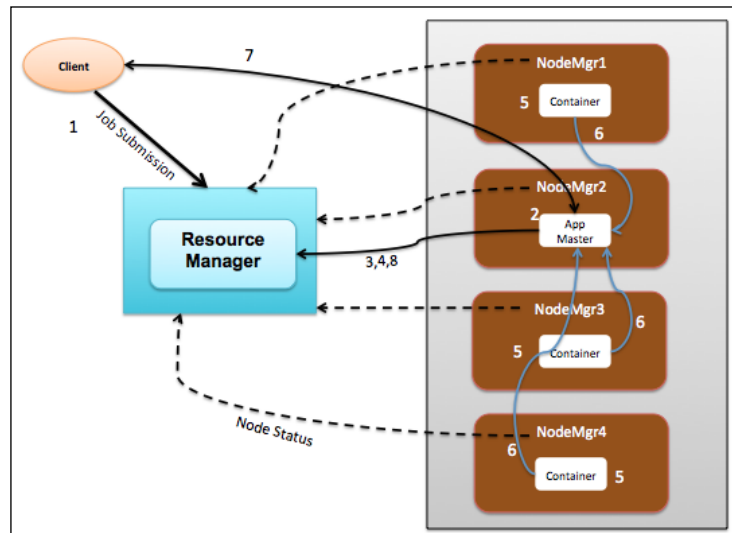 7
Client
1
Job Submission
Resource
Manager
3,4,8
Node Status
NodeMgr1
5
Container
6
NodeMgr2
2
App
Master
NodeMgr3
6
5
Container
NodeMgr4
6
Container
5